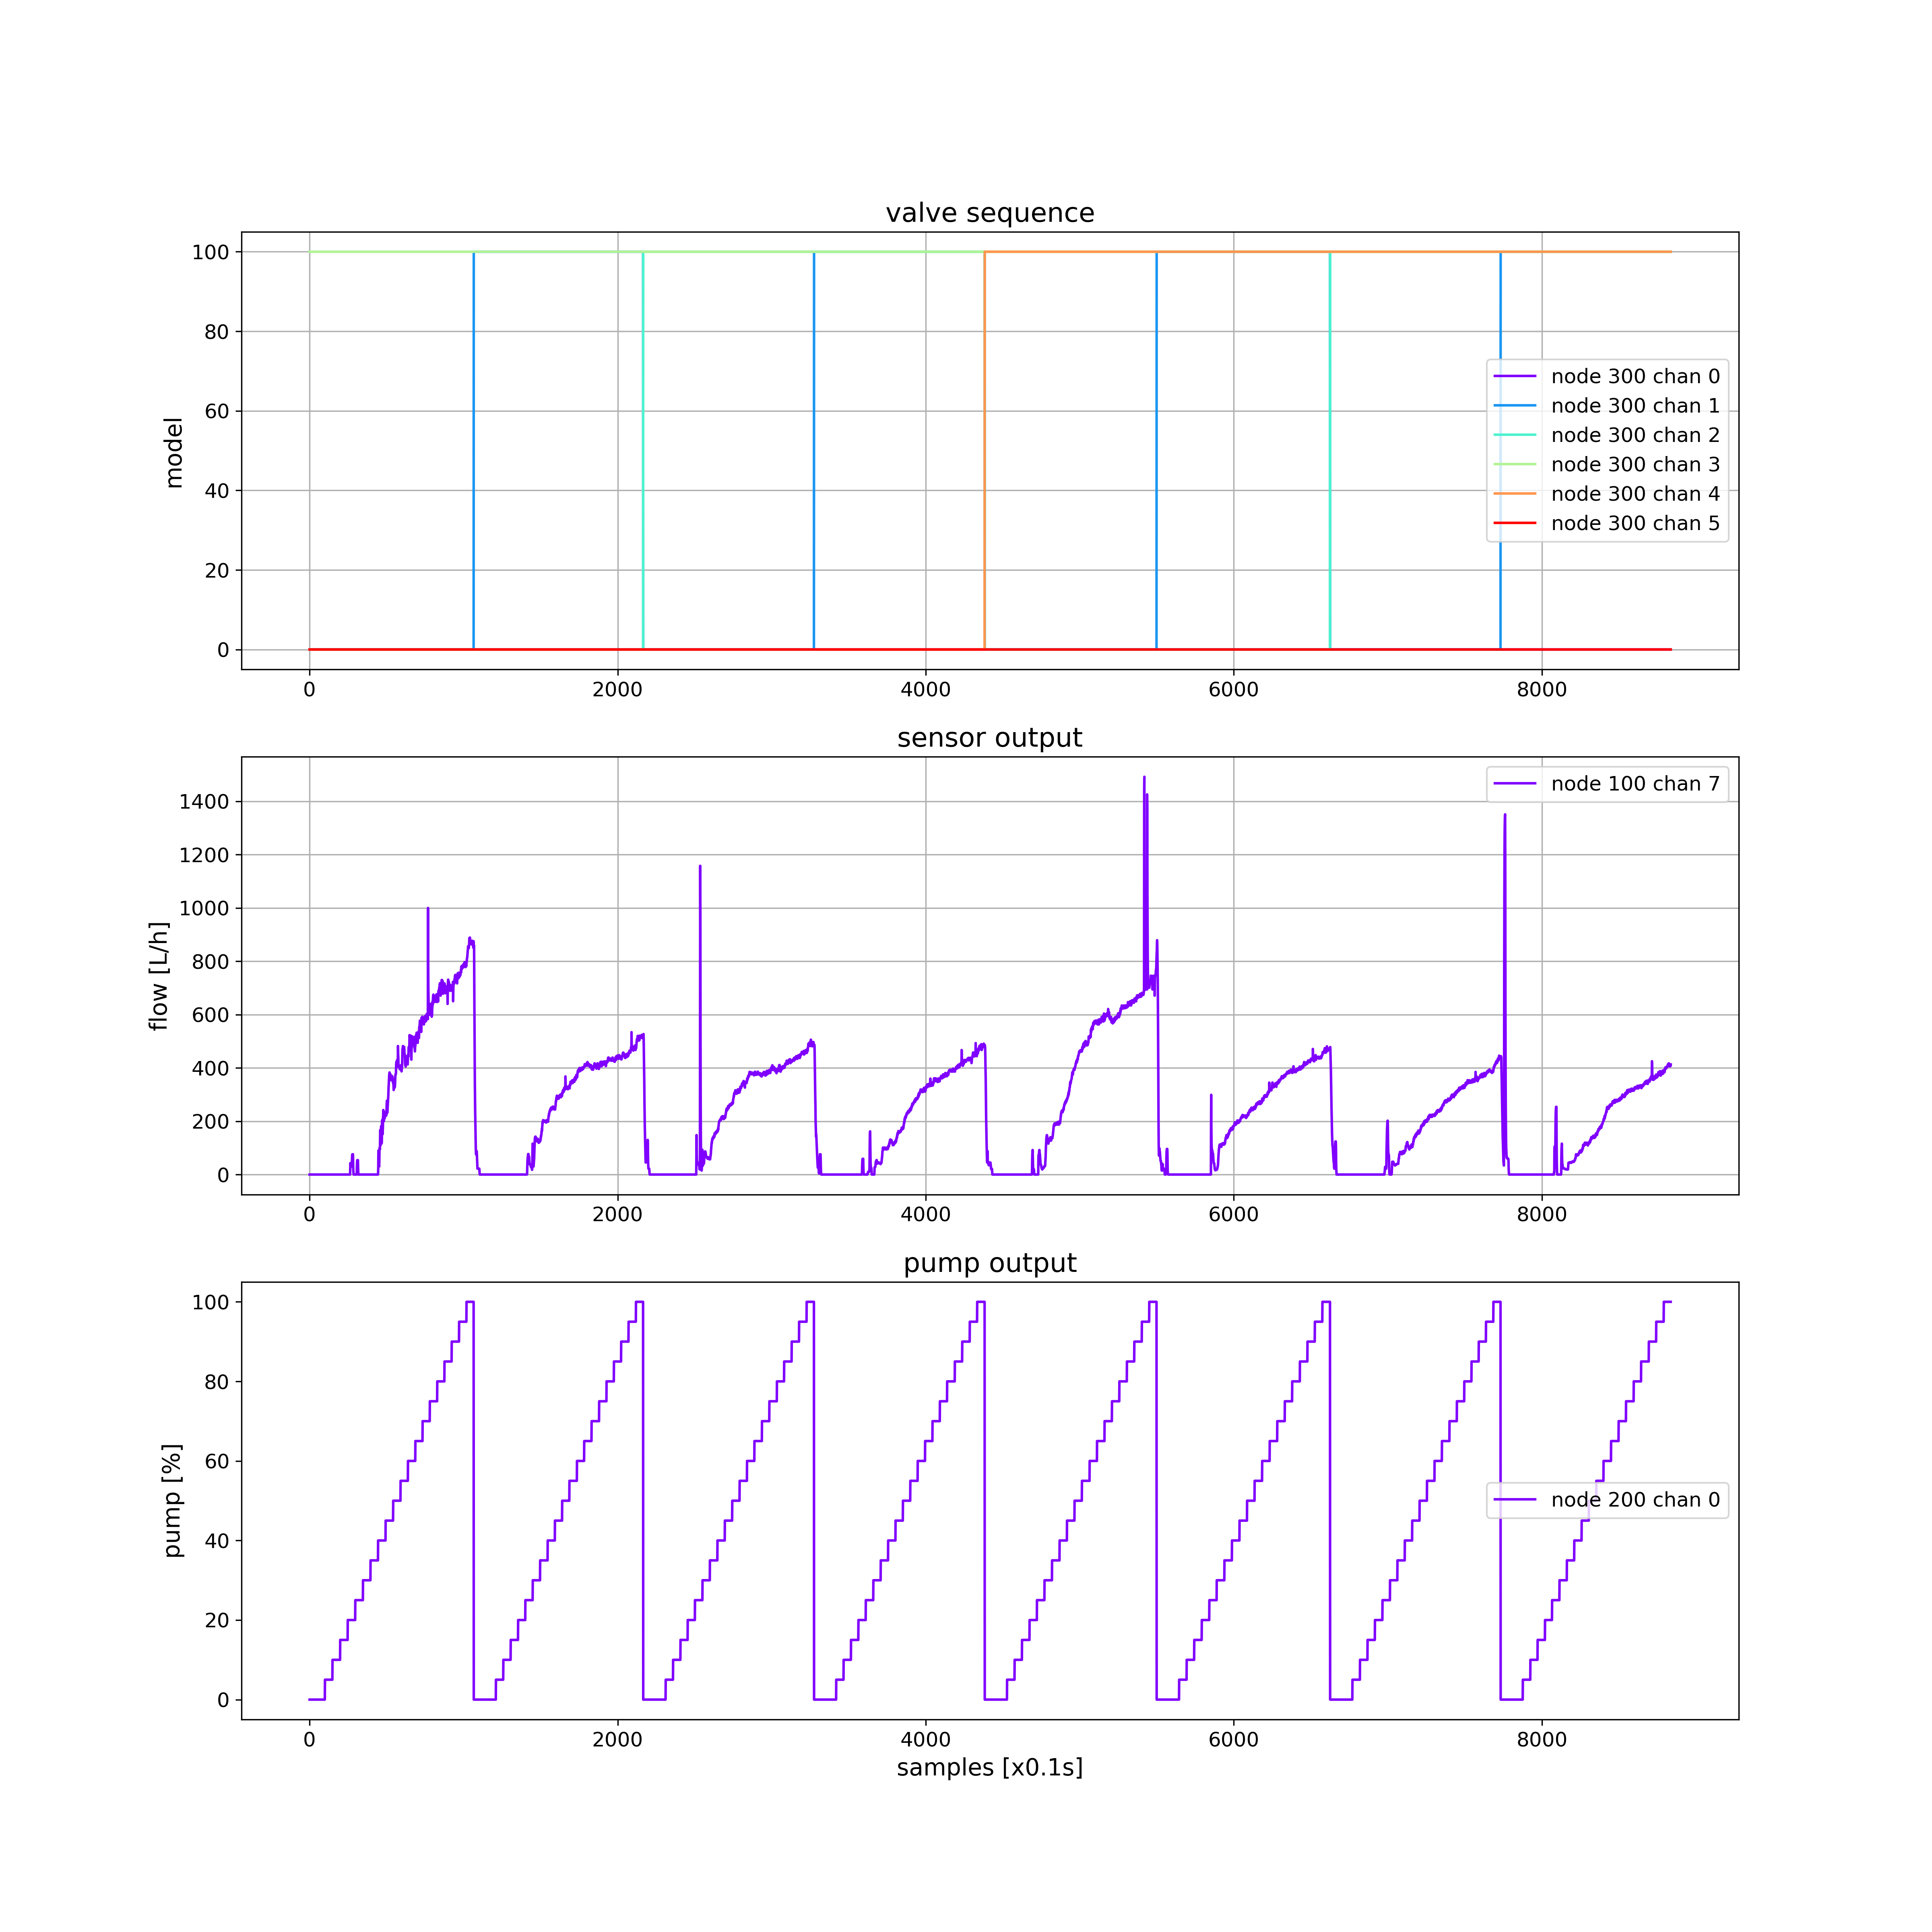 valve sequence
100
80
60
40
20
0
model
node 300 chan 0
node 300 chan 1
node 300 chan 2
node 300 chan 3
node 300 chan 4
node 300 chan 5
0 2000 4000 6000 8000
sensor output
1400
1200
1000
800
600
400
200
0
flow [L/h]
node 100 chan 7
0 2000 4000 6000 8000
pump output
100
80
60
40
20
0
pump [%]
node 200 chan 0
0 2000 4000 6000 8000
samples [x0.1s]